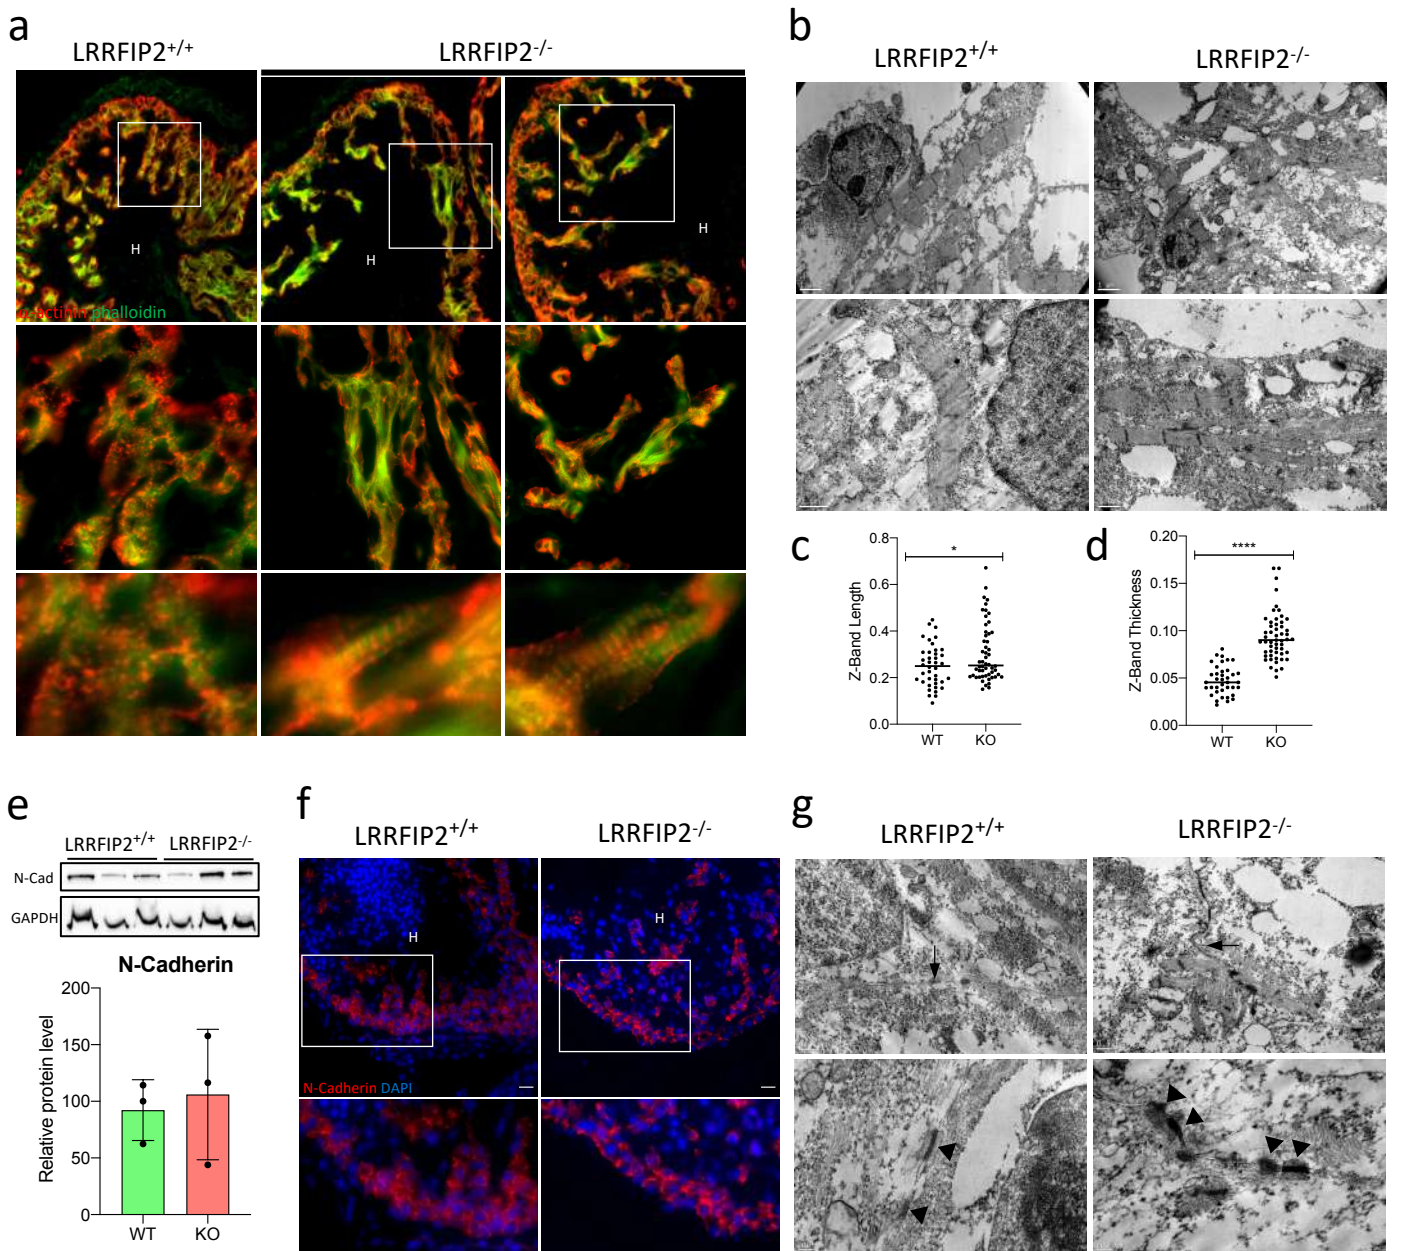 a
LRRFIP2+/+
LRRFIP2-/-
H
H
H
α-actinin phalloidin
b
LRRFIP2+/+
LRRFIP2-/-
c
0.8
0.6
0.4
0.2
0.0
Z-Band Length
*
WT
KO
d
0.20
0.15
0.10
0.05
0.00
Z-Band Thickness
****
WT
KO
e
LRRFIP2+/+
LRRFIP2-/-
N-Cad
GAPDH
N-Cadherin
200
150
100
50
0
Relative protein level
WT
KO
f
LRRFIP2+/+
LRRFIP2-/-
H
H
N-Cadherin DAPI
g
LRRFIP2+/+
LRRFIP2-/-